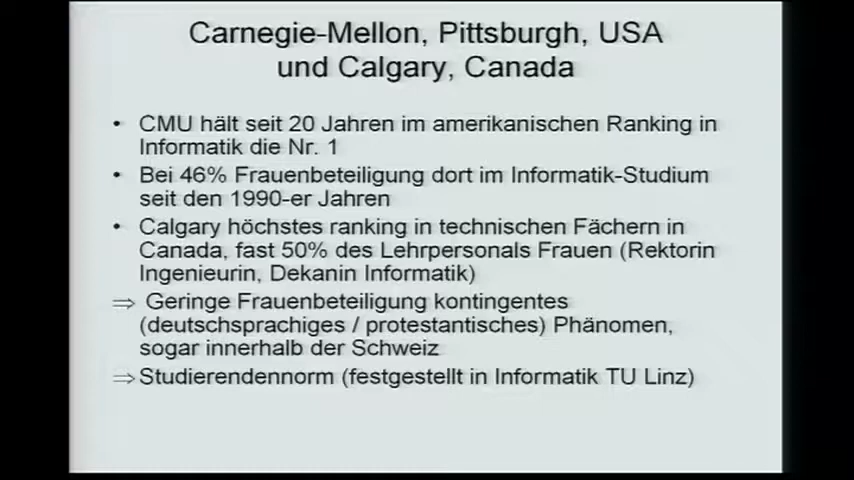 Carnegie-Mellon, Pittsburgh, USA
und Calgary, Canada
• CMU hält seit 20 Jahren im amerikanischen Ranking in
Informatik die Nr. 1
• Bei 46% Frauenbeteiligung dort im Informatik-Studium
seit den 1990-er Jahren
• Calgary höchstes ranking in technischen Fächern in
Canada, fast 50% des Lehrpersonals Frauen (Rektorin
Ingenieurin, Dekanin Informatik)
⇒ Geringe Frauenbeteiligung kontingentes
(deutschsprachiges / protestantisches) Phänomen,
sogar innerhalb der Schweiz
⇒ Studierendennorm (festgestellt in Informatik TU Linz)